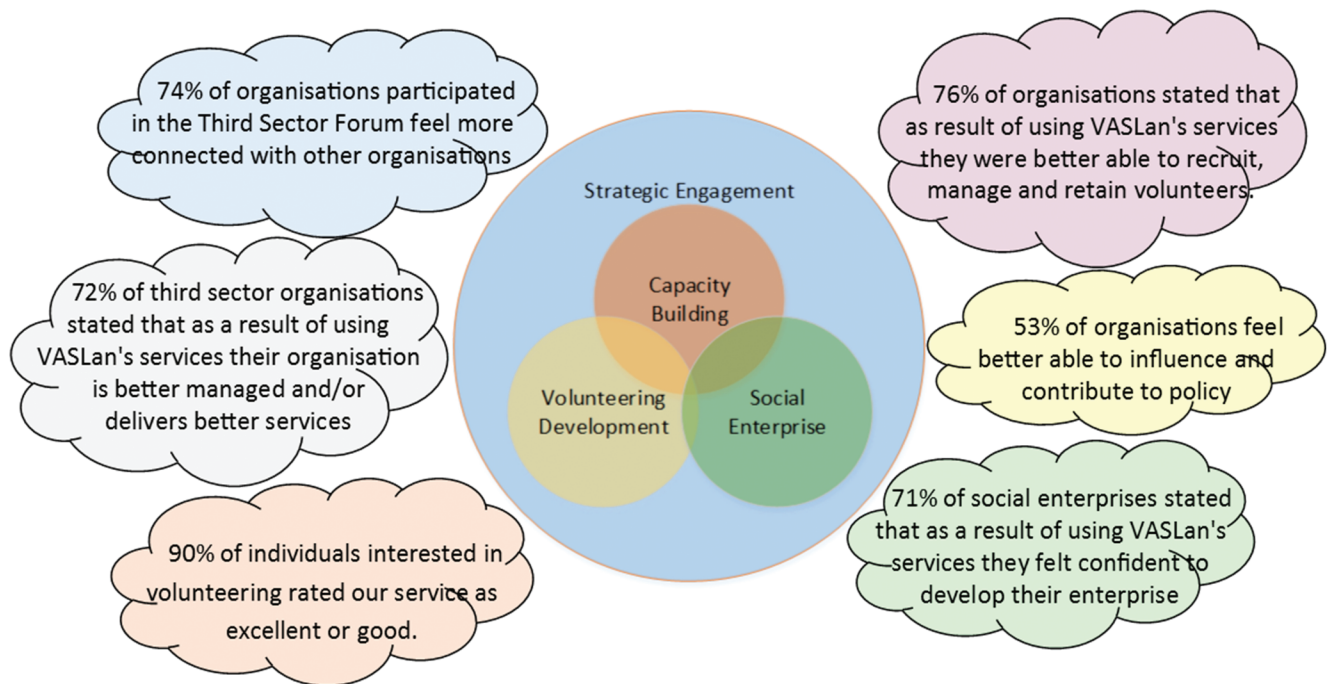 74% of organisations participated
in the Third Sector Forum feel more
connected with other organisations
76% of organisations stated that
as result of using VASLan's services
they were better able to recruit,
manage and retain volunteers.
Strategic Engagement
Capacity
Building
Volunteering
Development
Social
Enterprise
72% of third sector organisations
stated that as a result of using
VASLan's services their organisation
is better managed and/or
delivers better services
53% of organisations feel
better able to influence and
contribute to policy
90% of individuals interested in
volunteering rated our service as
excellent or good.
71% of social enterprises stated
that as a result of using VASLan's
services they felt confident to
develop their enterprise